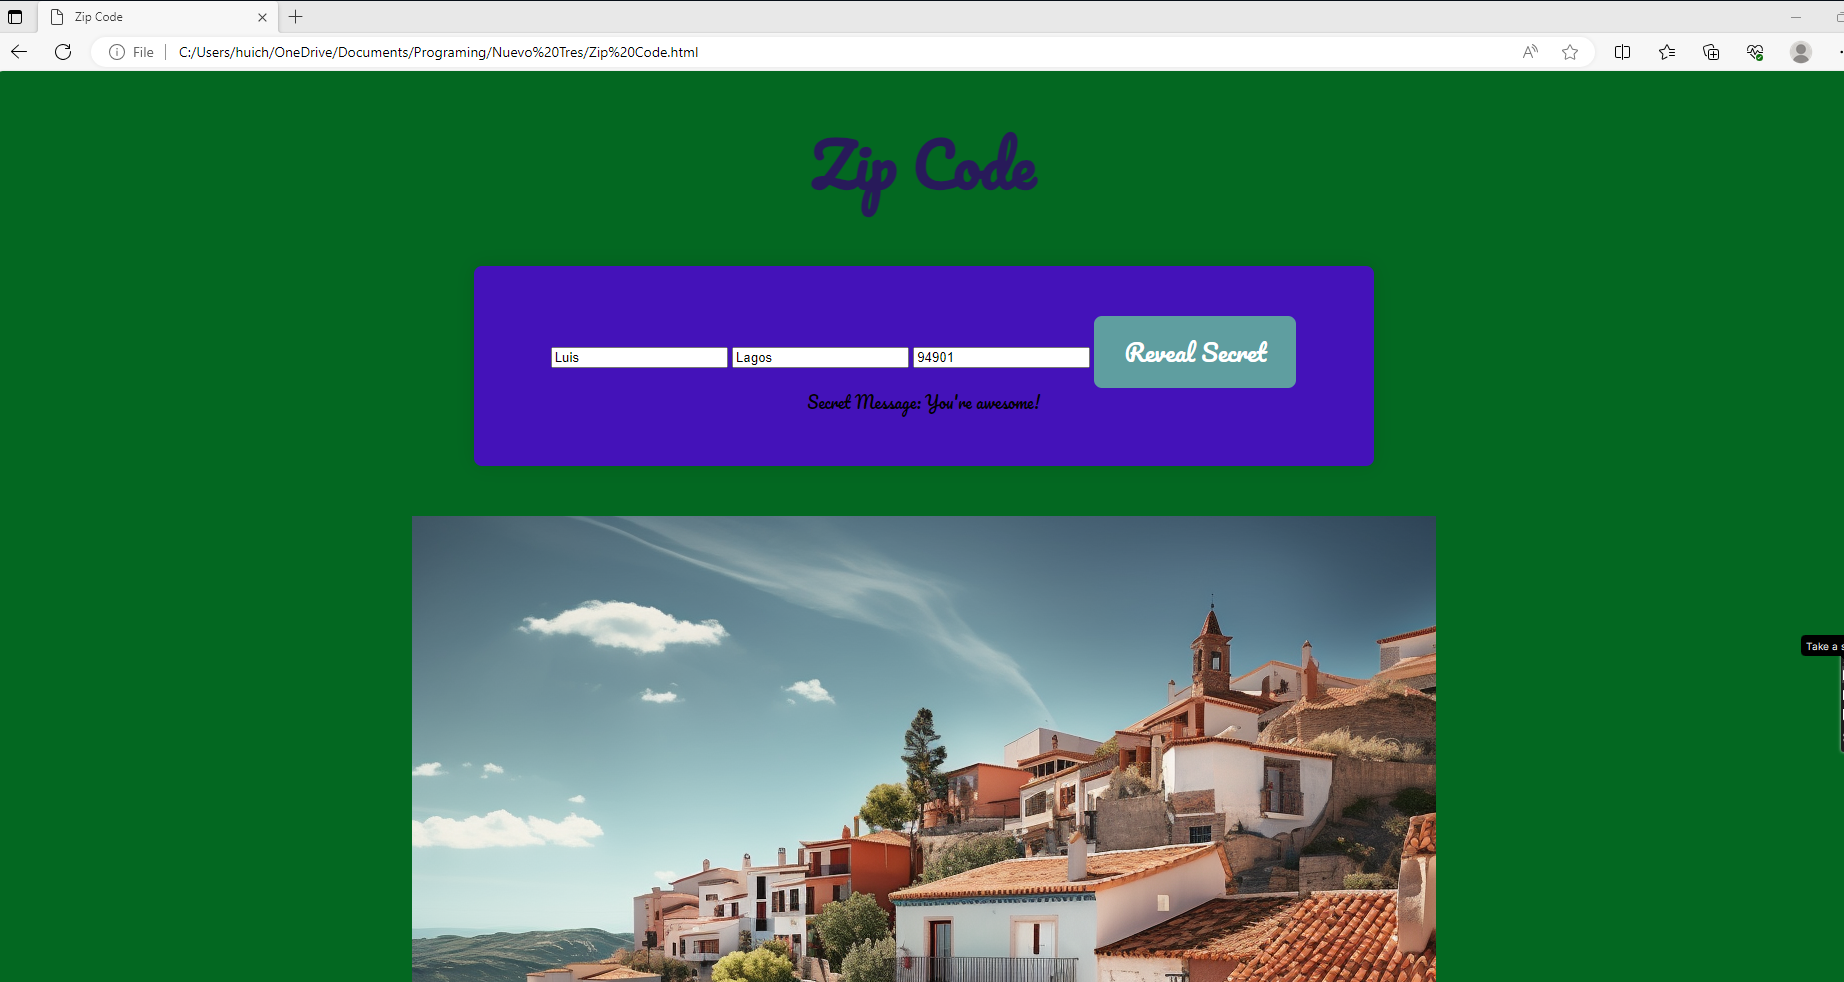 Zip Code
File C:/Users/huich/OneDrive/Documents/Programing/Nuevo%20Tres/Zip%20Code.html
Zip Code
Luis Lagos 94901 Reveal Secret
Secret Message: You're awesome!
Take a s